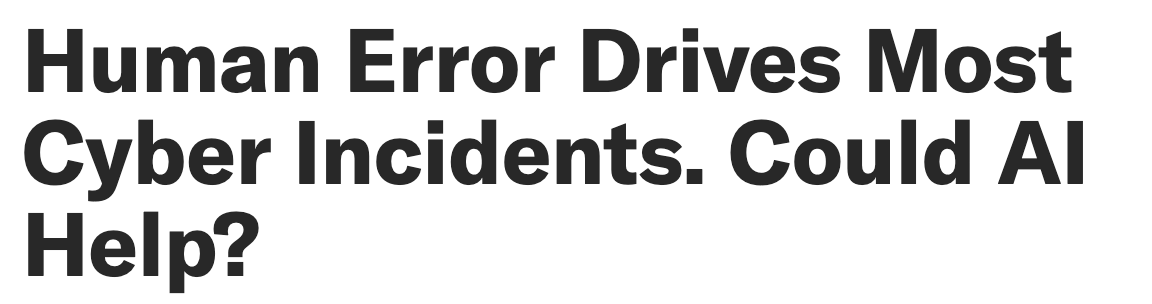 Human Error Drives Most
Cyber Incidents. Could AI
Help?